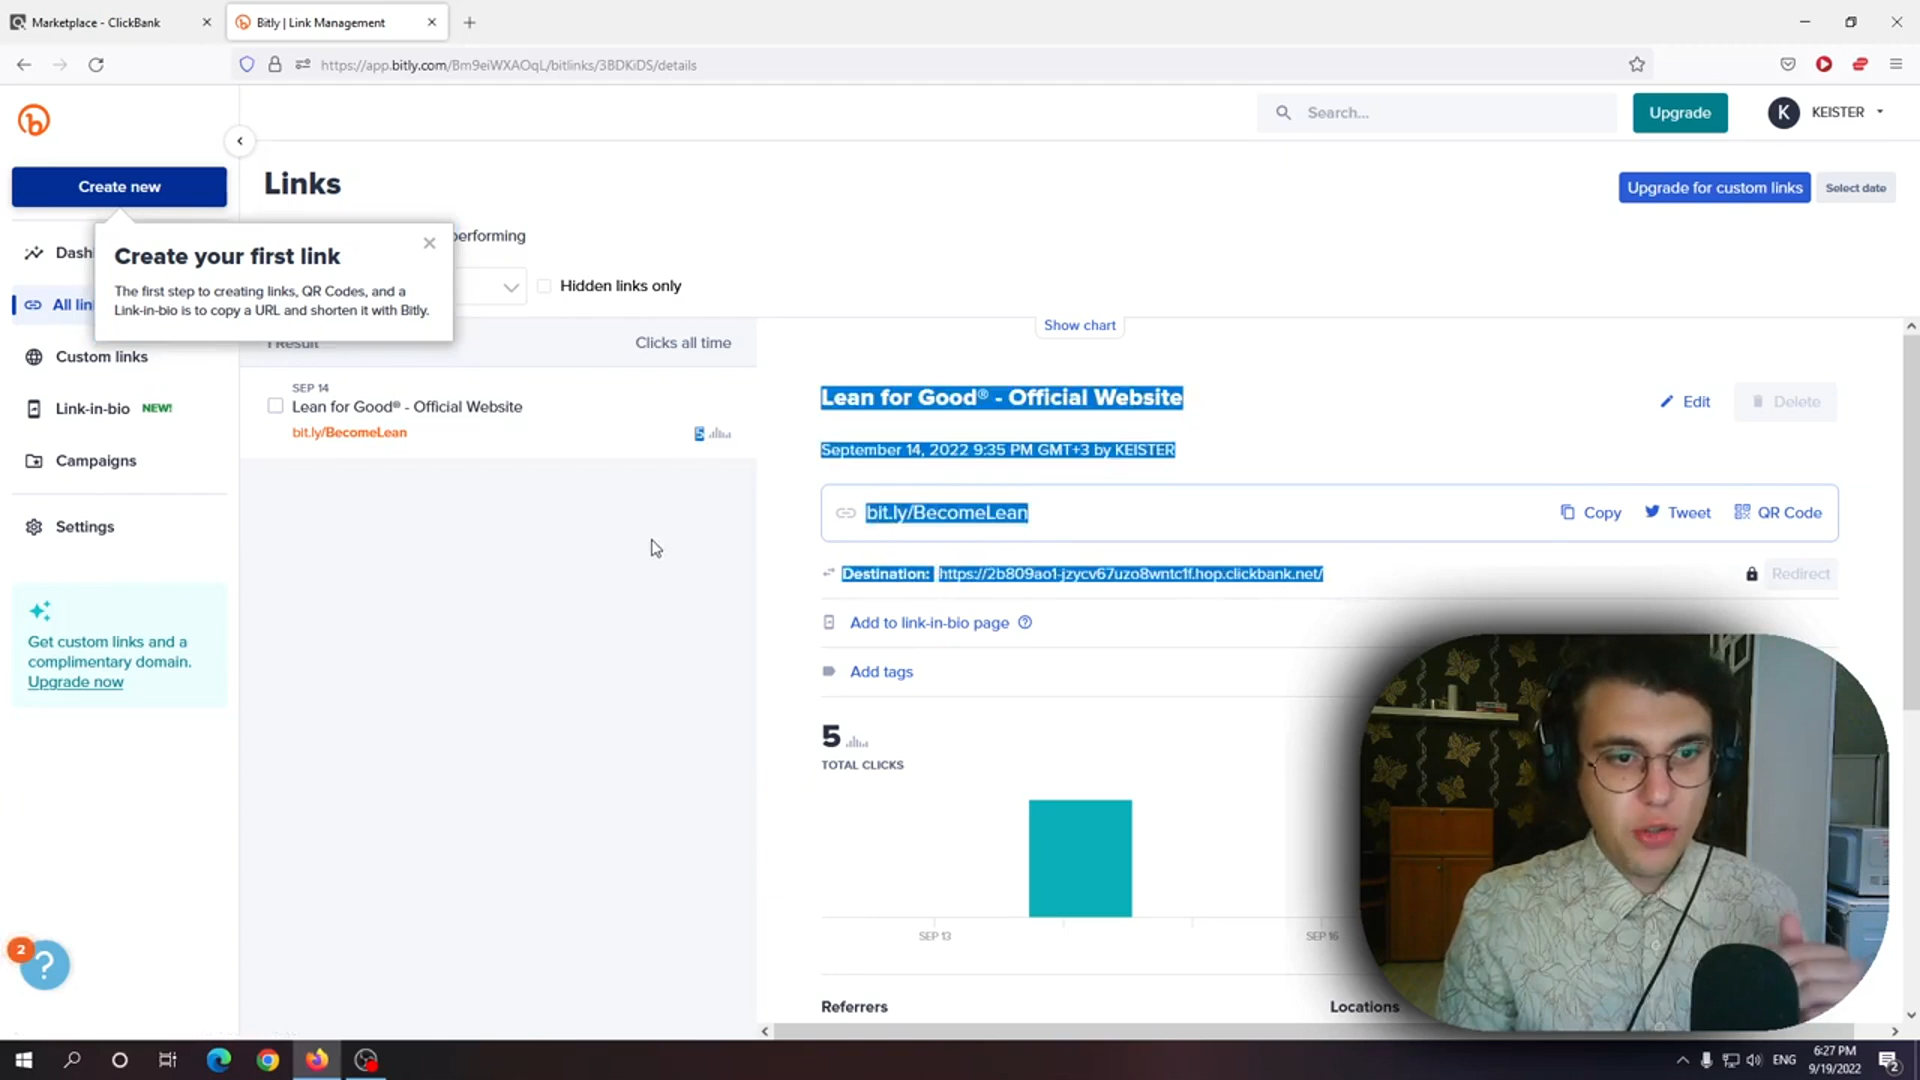 Marketplace - ClickBank
Bitly | Link Management
https://app.bitly.com/Bm9eiWXAOqL/bitlinks/3BDKiDS/details
Search...
Upgrade
K
KEISTER
Create new
Links
Upgrade for custom links
Select date
Create your first link
The first step to creating links, QR Codes, and a
Link-in-bio is to copy a URL and shorten it with Bitly.
performing
Hidden links only
Dash
All lin
Custom links
Link-in-bio NEW!
Campaigns
Settings
Get custom links and a
complimentary domain.
Upgrade now
2
?
1 Result
Clicks all time
SEP 14
Lean for Good® - Official Website
bit.ly/BecomeLean
5
Show chart
Lean for Good® - Official Website
Edit
Delete
September 14, 2022 9:35 PM GMT+3 by KEISTER
bit.ly/BecomeLean
Copy
Tweet
QR Code
Destination: https://2b809ao1-jzycv67uzo8wntc1f.hop.clickbank.net/
Redirect
Add to link-in-bio page
Add tags
5
TOTAL CLICKS
SEP 13
SEP 16
Referrers
Locations
ENG
6:27 PM
9/19/2022
2